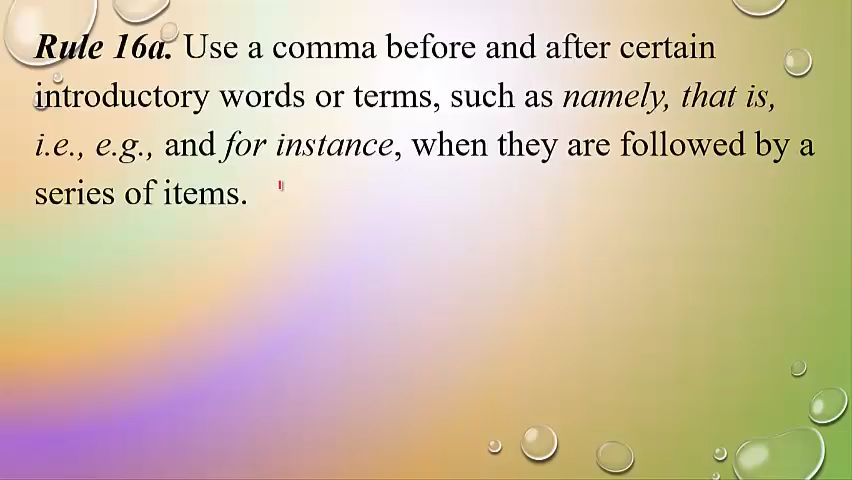 Rule 16a. Use a comma before and after certain
introductory words or terms, such as namely, that is,
i.e., e.g., and for instance, when they are followed by a
series of items.